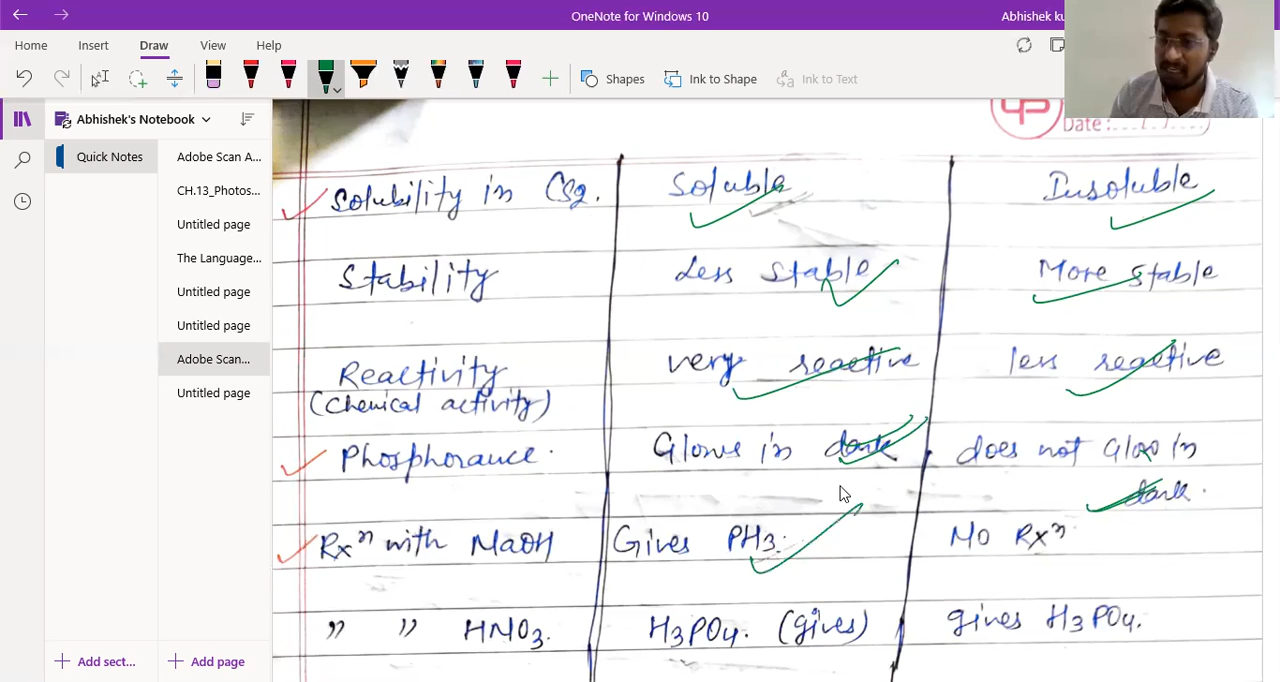 OneNote for Windows 10
Abhishek ku
Home Insert Draw View Help
Shapes Ink to Shape Ink to Text
Abhishek's Notebook
Quick Notes
Adobe Scan A...
CH.13_Photos...
Untitled page
The Language...
Untitled page
Untitled page
Adobe Scan...
Untitled page
Add sect...
Add page
Date:
Solubility in CS2. Soluble Insoluble
Stability Less stable More stable
Reactivity very reactive less reactive
(Chemical activity)
Phosphorance. Glows in dark does not Glow in
dark.
Rxⁿ with NaOH Gives PH3. No Rxⁿ
" " HNO3. H3PO4. (gives) gives H3PO4.